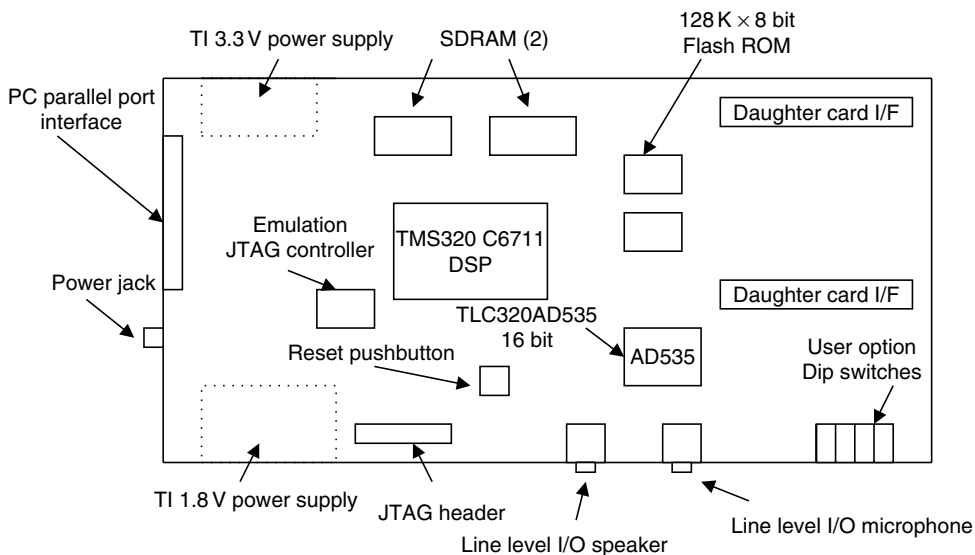 128 K × 8 bit
Flash ROM
TI 3.3 V power supply
SDRAM (2)
PC parallel port
interface
Daughter card I/F
Emulation
JTAG controller
TMS320 C6711
DSP
Power jack
Daughter card I/F
TLC320AD535
16 bit
Reset pushbutton
AD535
User option
Dip switches
TI 1.8 V power supply
JTAG header
Line level I/O speaker
Line level I/O microphone